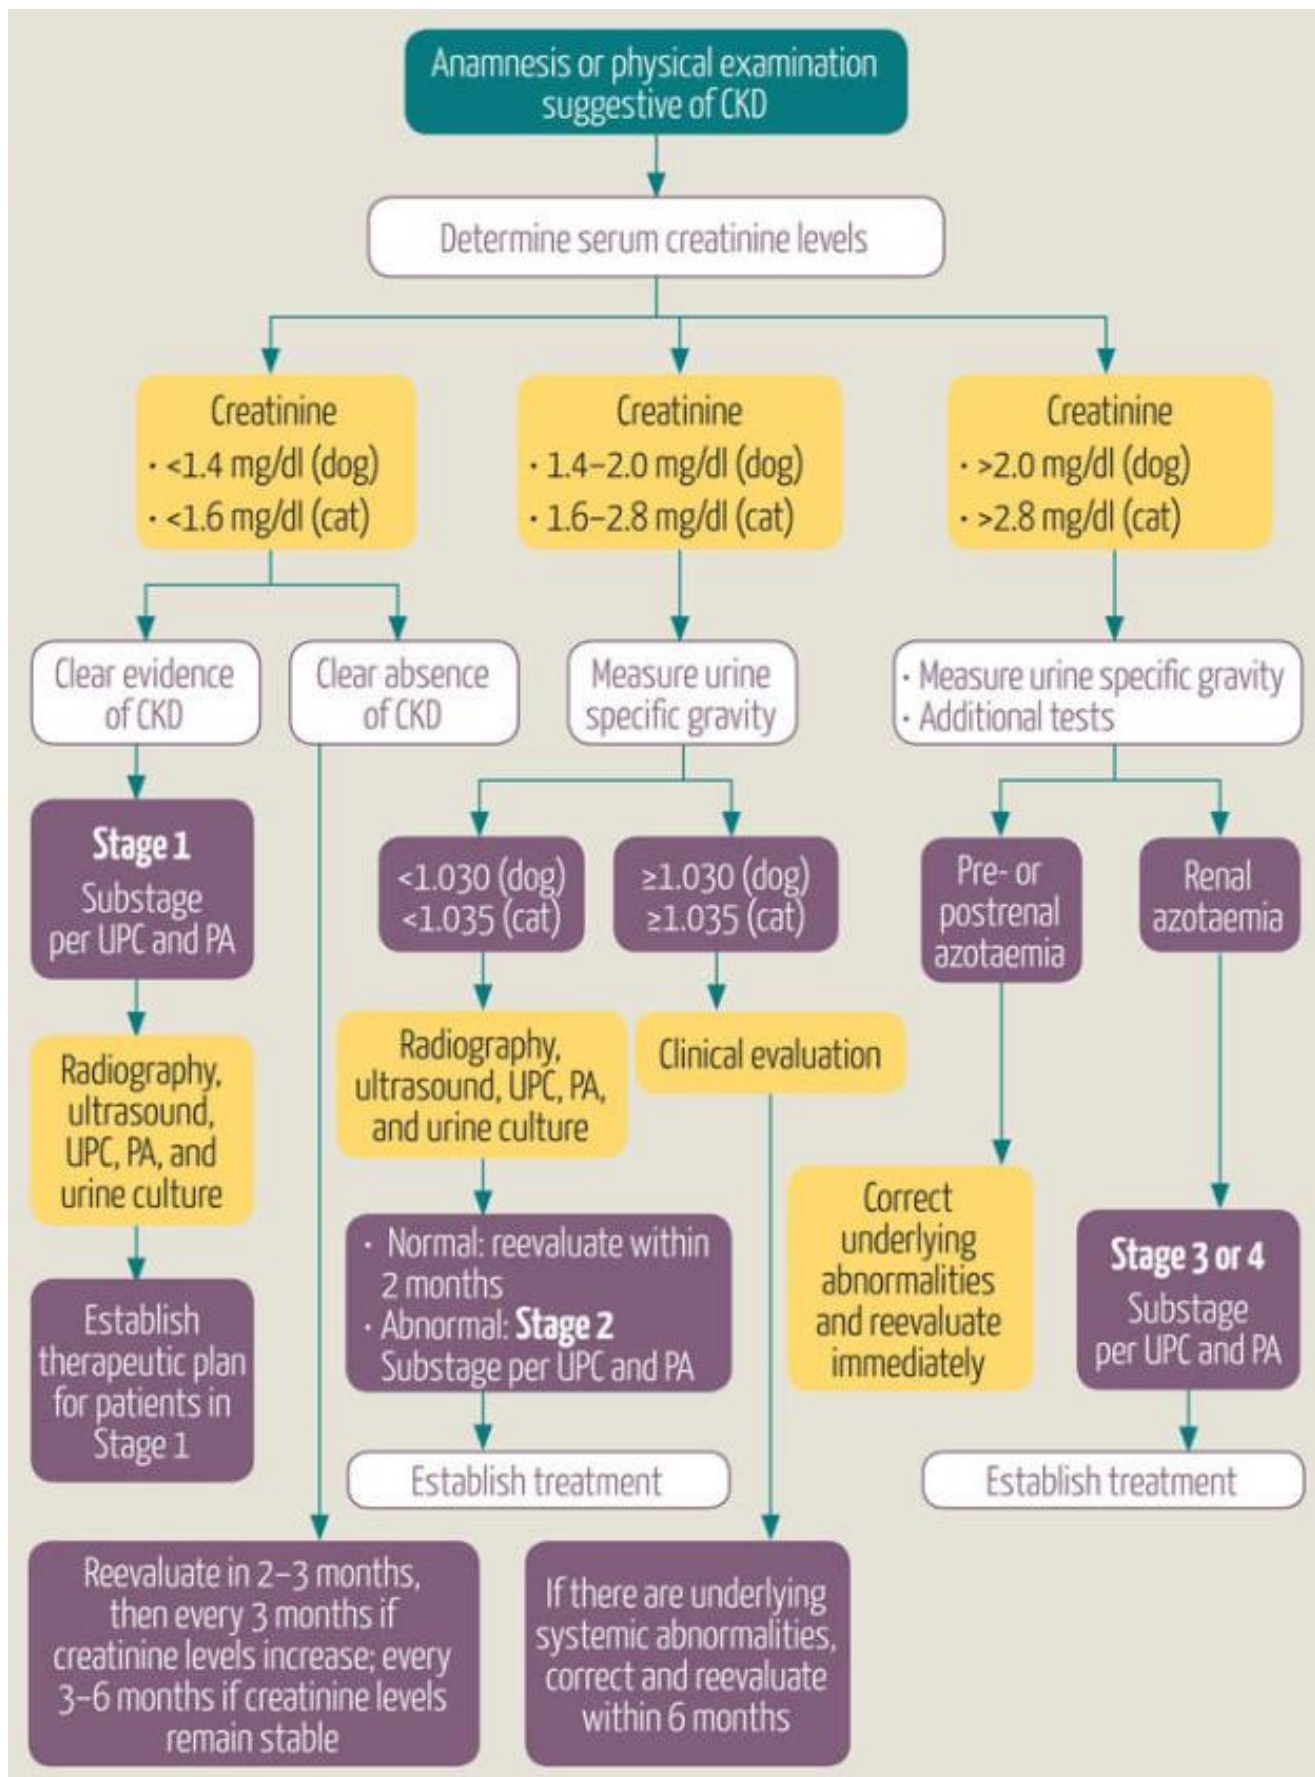 Anamnesis or physical examination
suggestive of CKD
Determine serum creatinine levels
Creatinine
· <1.4 mg/dl (dog)
· <1.6 mg/dl (cat)
Creatinine
· 1.4–2.0 mg/dl (dog)
· 1.6–2.8 mg/dl (cat)
Creatinine
· >2.0 mg/dl (dog)
· >2.8 mg/dl (cat)
Clear evidence
of CKD
Clear absence
of CKD
Measure urine
specific gravity
· Measure urine specific gravity
· Additional tests
Stage 1
Substage
per UPC and PA
<1.030 (dog)
<1.035 (cat)
≥1.030 (dog)
≥1.035 (cat)
Pre- or
postrenal
azotaemia
Renal
azotaemia
Radiography,
ultrasound,
UPC, PA, and
urine culture
Radiography,
ultrasound, UPC, PA,
and urine culture
Clinical evaluation
Correct
underlying
abnormalities
and reevaluate
immediately
Stage 3 or 4
Substage
per UPC and PA
· Normal: reevaluate within
2 months
· Abnormal: Stage 2
Substage per UPC and PA
Establish
therapeutic plan
for patients in
Stage 1
Establish treatment
Establish treatment
Reevaluate in 2–3 months,
then every 3 months if
creatinine levels increase; every
3–6 months if creatinine levels
remain stable
If there are underlying
systemic abnormalities,
correct and reevaluate
within 6 months